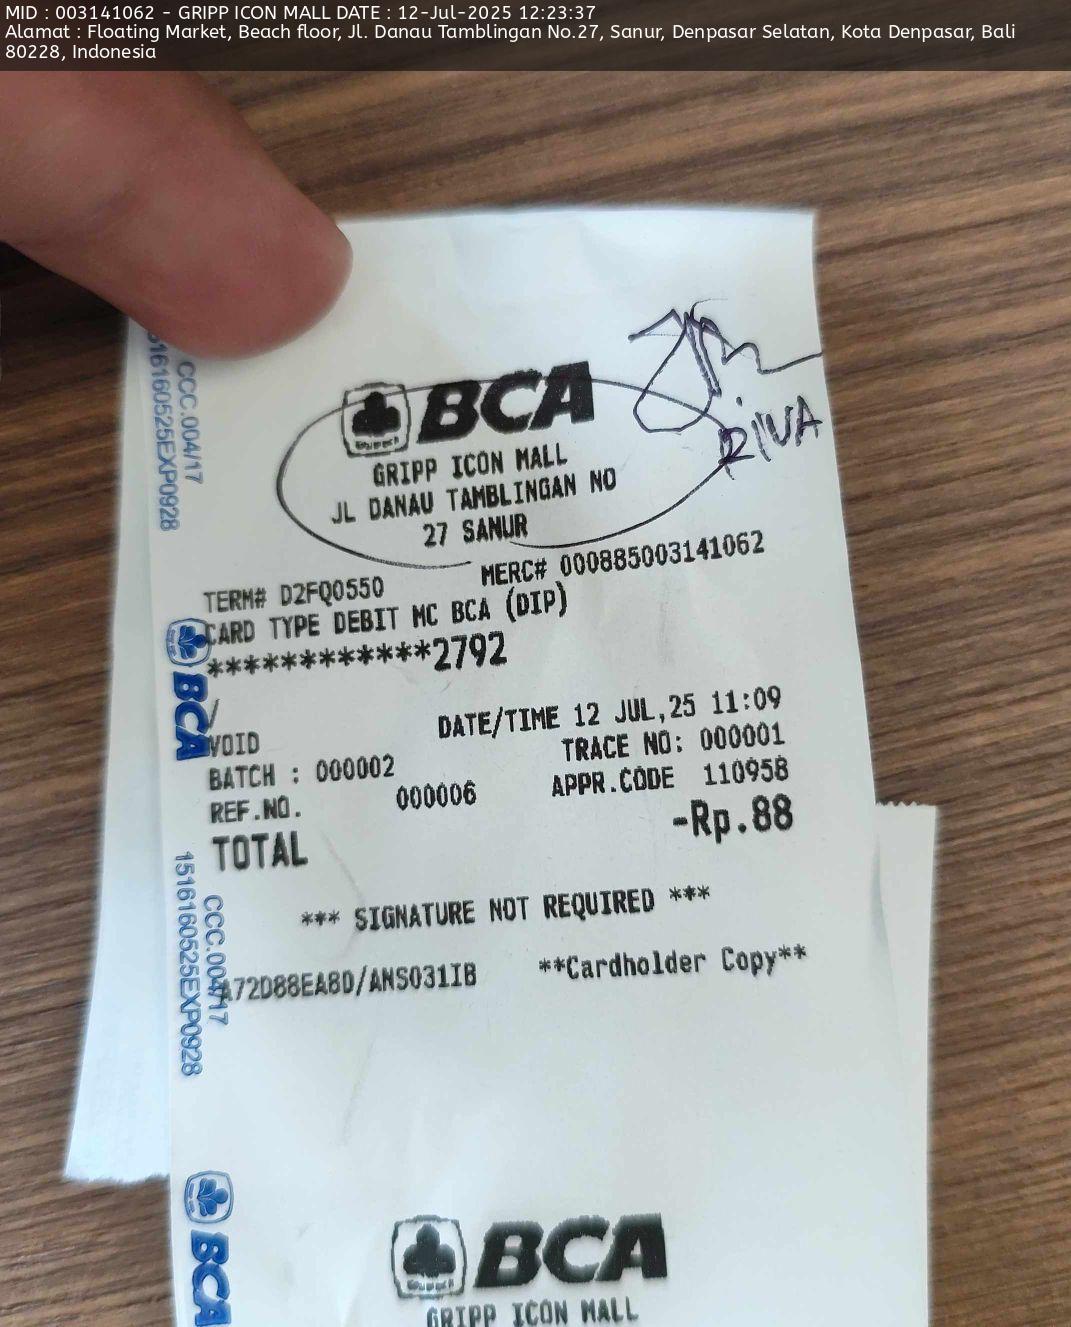 MID : 003141062 - GRIPP ICON MALL DATE : 12-Jul-2025 12:23:37
Alamat : Floating Market, Beach floor, Jl. Danau Tamblingan No.27, Sanur, Denpasar Selatan, Kota Denpasar, Bali
80228, Indonesia
BCA
GRIPP ICON MALL
JL DANAU TAMBLINGAN NO
27 SANUR
RIVA
TERM# D2FQ0550 MERC# 000885003141062
CARD TYPE DEBIT MC BCA (DIP)
************2792
/
VOID DATE/TIME 12 JUL,25 11:09
BATCH : 000002 TRACE NO: 000001
REF.NO. 000006 APPR.CODE 110958
TOTAL -Rp.88
*** SIGNATURE NOT REQUIRED ***
A72D88EA8D/ANS031IB **Cardholder Copy**
BCA
GRIPP ICON MALL
CCC.004/17
516160525EXP0928
BCA
CCC.004/17
1516160525EXP0928
BCA